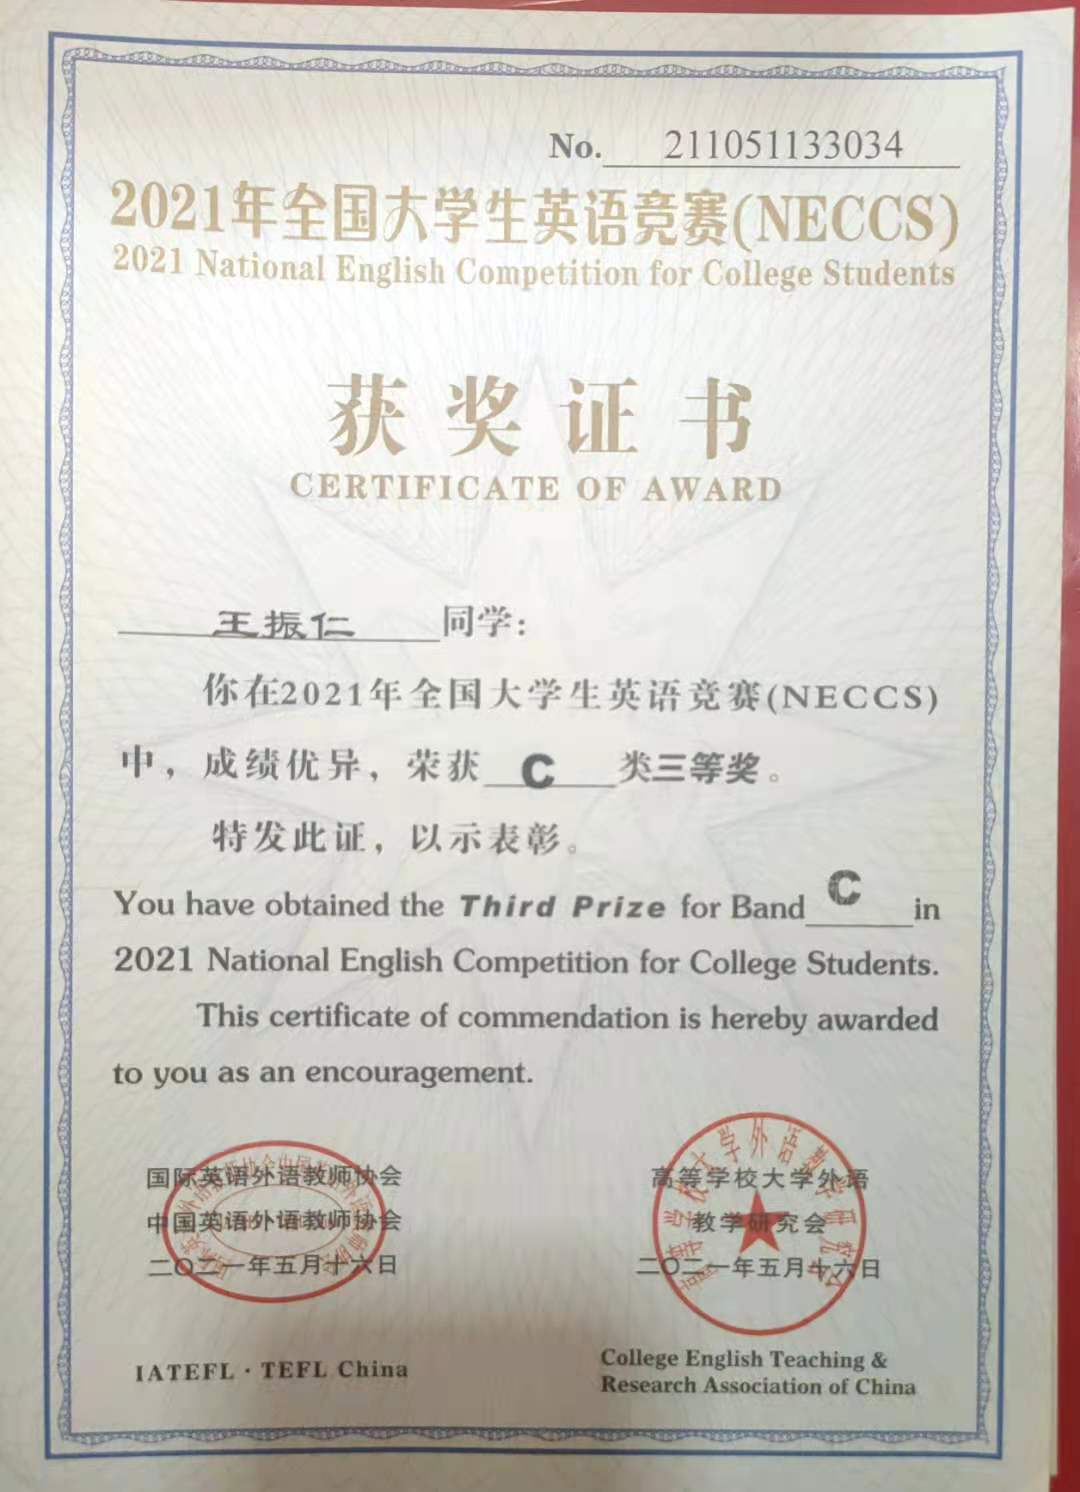 No. 211051133034
2021年全国大学生英语竞赛(NECCS)
2021 National English Competition for College Students
获奖证书
CERTIFICATE OF AWARD
王振仁同学:
你在2021年全国大学生英语竞赛(NECCS)
中，成绩优异，荣获 C 类三等奖。
特发此证，以示表彰。
You have obtained the Third Prize for Band C in
2021 National English Competition for College Students.
This certificate of commendation is hereby awarded
to you as an encouragement.
国际英语外语教师协会
中国英语外语教师协会
二〇二一年五月十六日
IATEFL · TEFL China
高等学校大学外语
教学研究会
二〇二一年五月十六日
College English Teaching &
Research Association of China